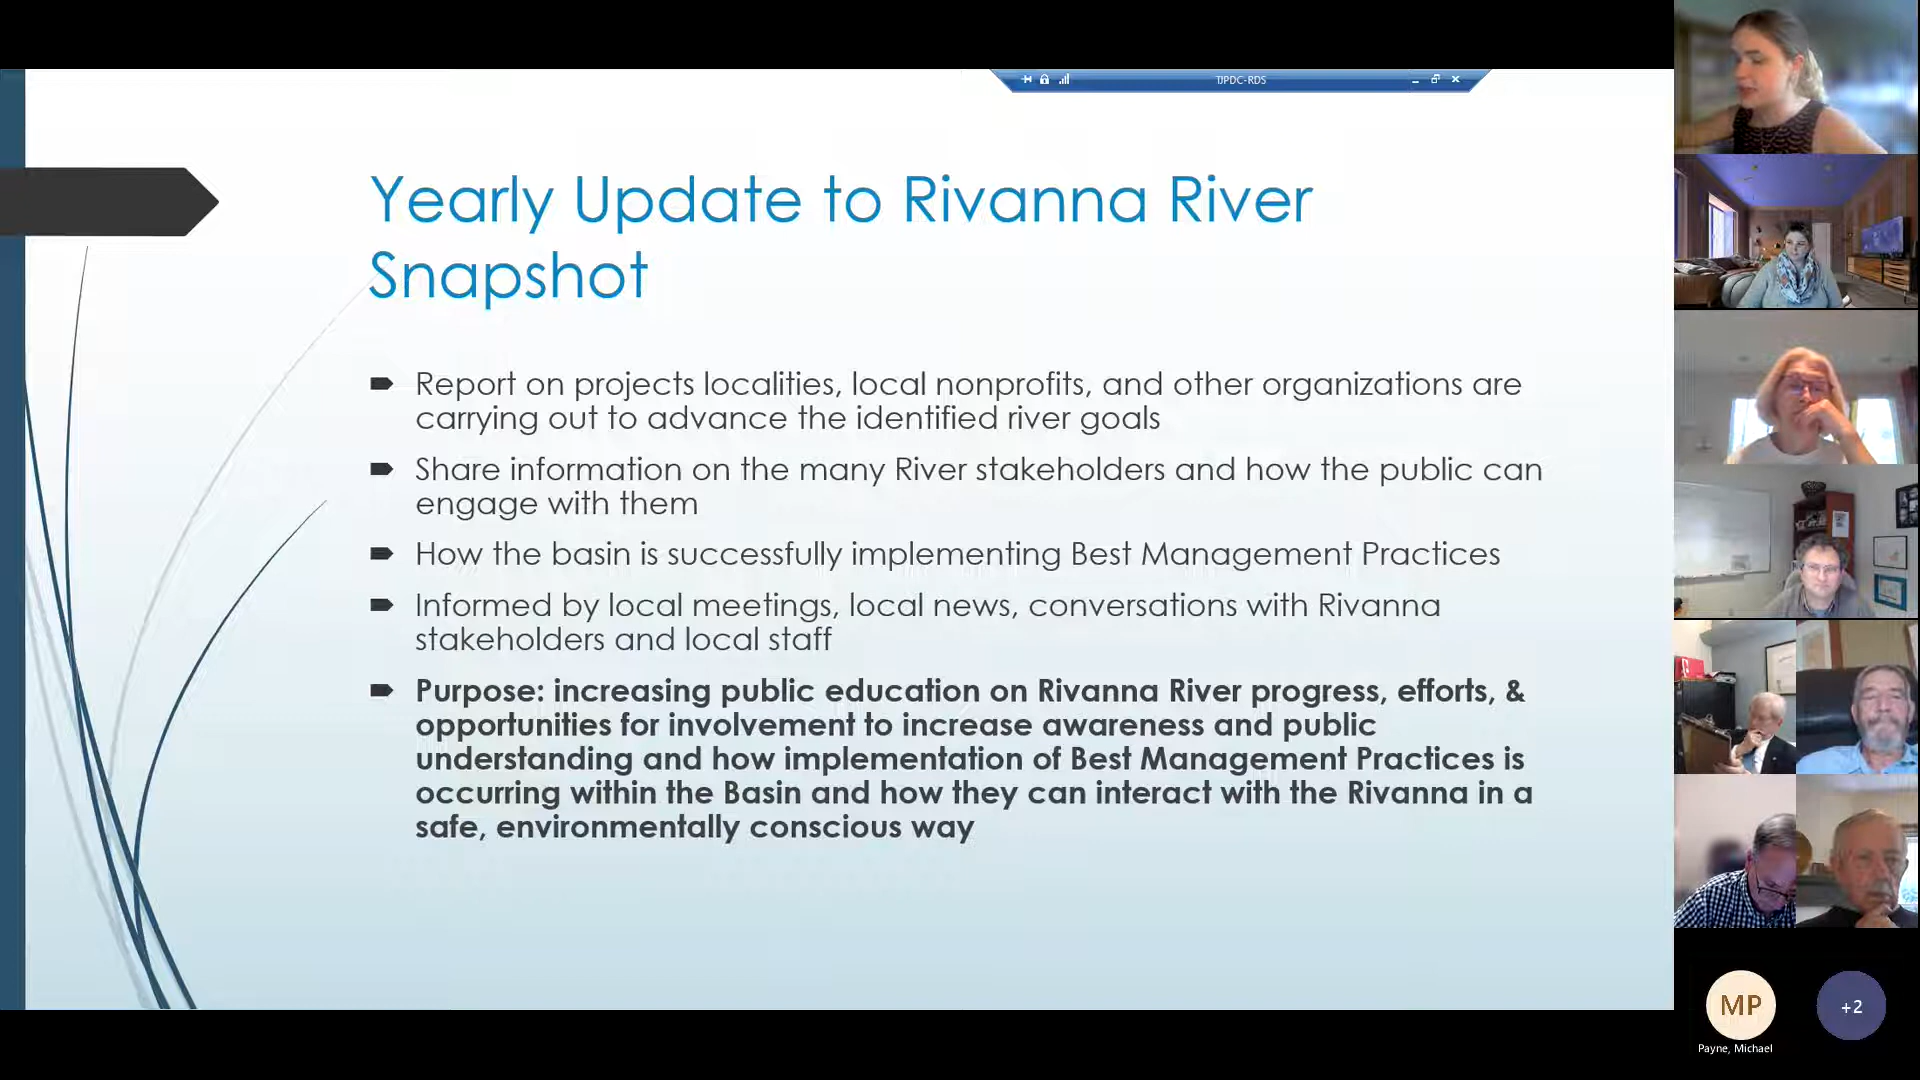 TJPDC-RDS
Yearly Update to Rivanna River
Snapshot
Report on projects localities, local nonprofits, and other organizations are
carrying out to advance the identified river goals
Share information on the many River stakeholders and how the public can
engage with them
How the basin is successfully implementing Best Management Practices
Informed by local meetings, local news, conversations with Rivanna
stakeholders and local staff
Purpose: increasing public education on Rivanna River progress, efforts, &
opportunities for involvement to increase awareness and public
understanding and how implementation of Best Management Practices is
occurring within the Basin and how they can interact with the Rivanna in a
safe, environmentally conscious way
MP
+2
Payne, Michael